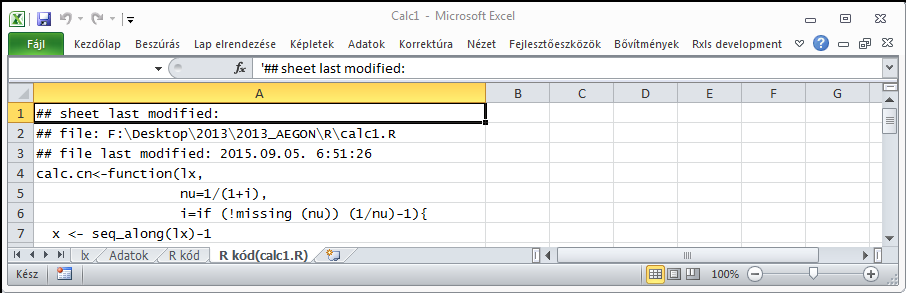 Calc1 - Microsoft Excel
Fájl Kezdőlap Beszúrás Lap elrendezése Képletek Adatok Korrektúra Nézet Fejlesztőeszközök Bővítmények Rxls development
fx '## sheet last modified:
A B C D E F G
1 ## sheet last modified:
2 ## file: F:\Desktop\2013\2013_AEGON\R\calc1.R
3 ## file last modified: 2015.09.05. 6:51:26
4 calc.cn<-function(lx,
5 nu=1/(1+i),
6 i=if (!missing (nu)) (1/nu)-1){
7 x <- seq_along(lx)-1
lx Adatok R kód R kód(calc1.R)
Kész 100%